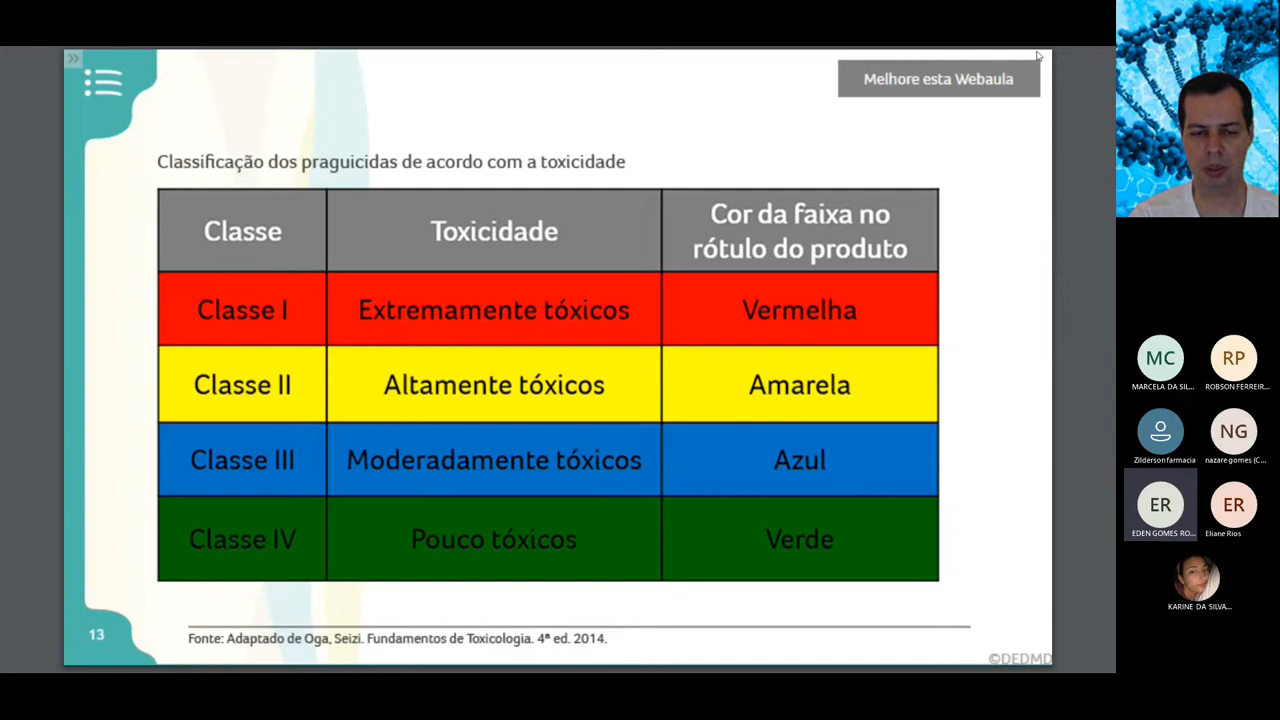 >>
Melhore esta Webaula
Classificação dos praguicidas de acordo com a toxicidade
Classe
Toxicidade
Cor da faixa no
rótulo do produto
Classe I
Extremamente tóxicos
Vermelha
Classe II
Altamente tóxicos
Amarela
Classe III
Moderadamente tóxicos
Azul
Classe IV
Pouco tóxicos
Verde
13
Fonte: Adaptado de Oga, Seizi. Fundamentos de Toxicologia. 4ª ed. 2014.
©DEDMD
MC
RP
MARCELA DA SIL...
ROBSON FERREIR...
NG
Zilderson farmacia
nazare gomes (C...
ER
ER
EDEN GOMES RO...
Eliane Rios
KARINE DA SILVA...